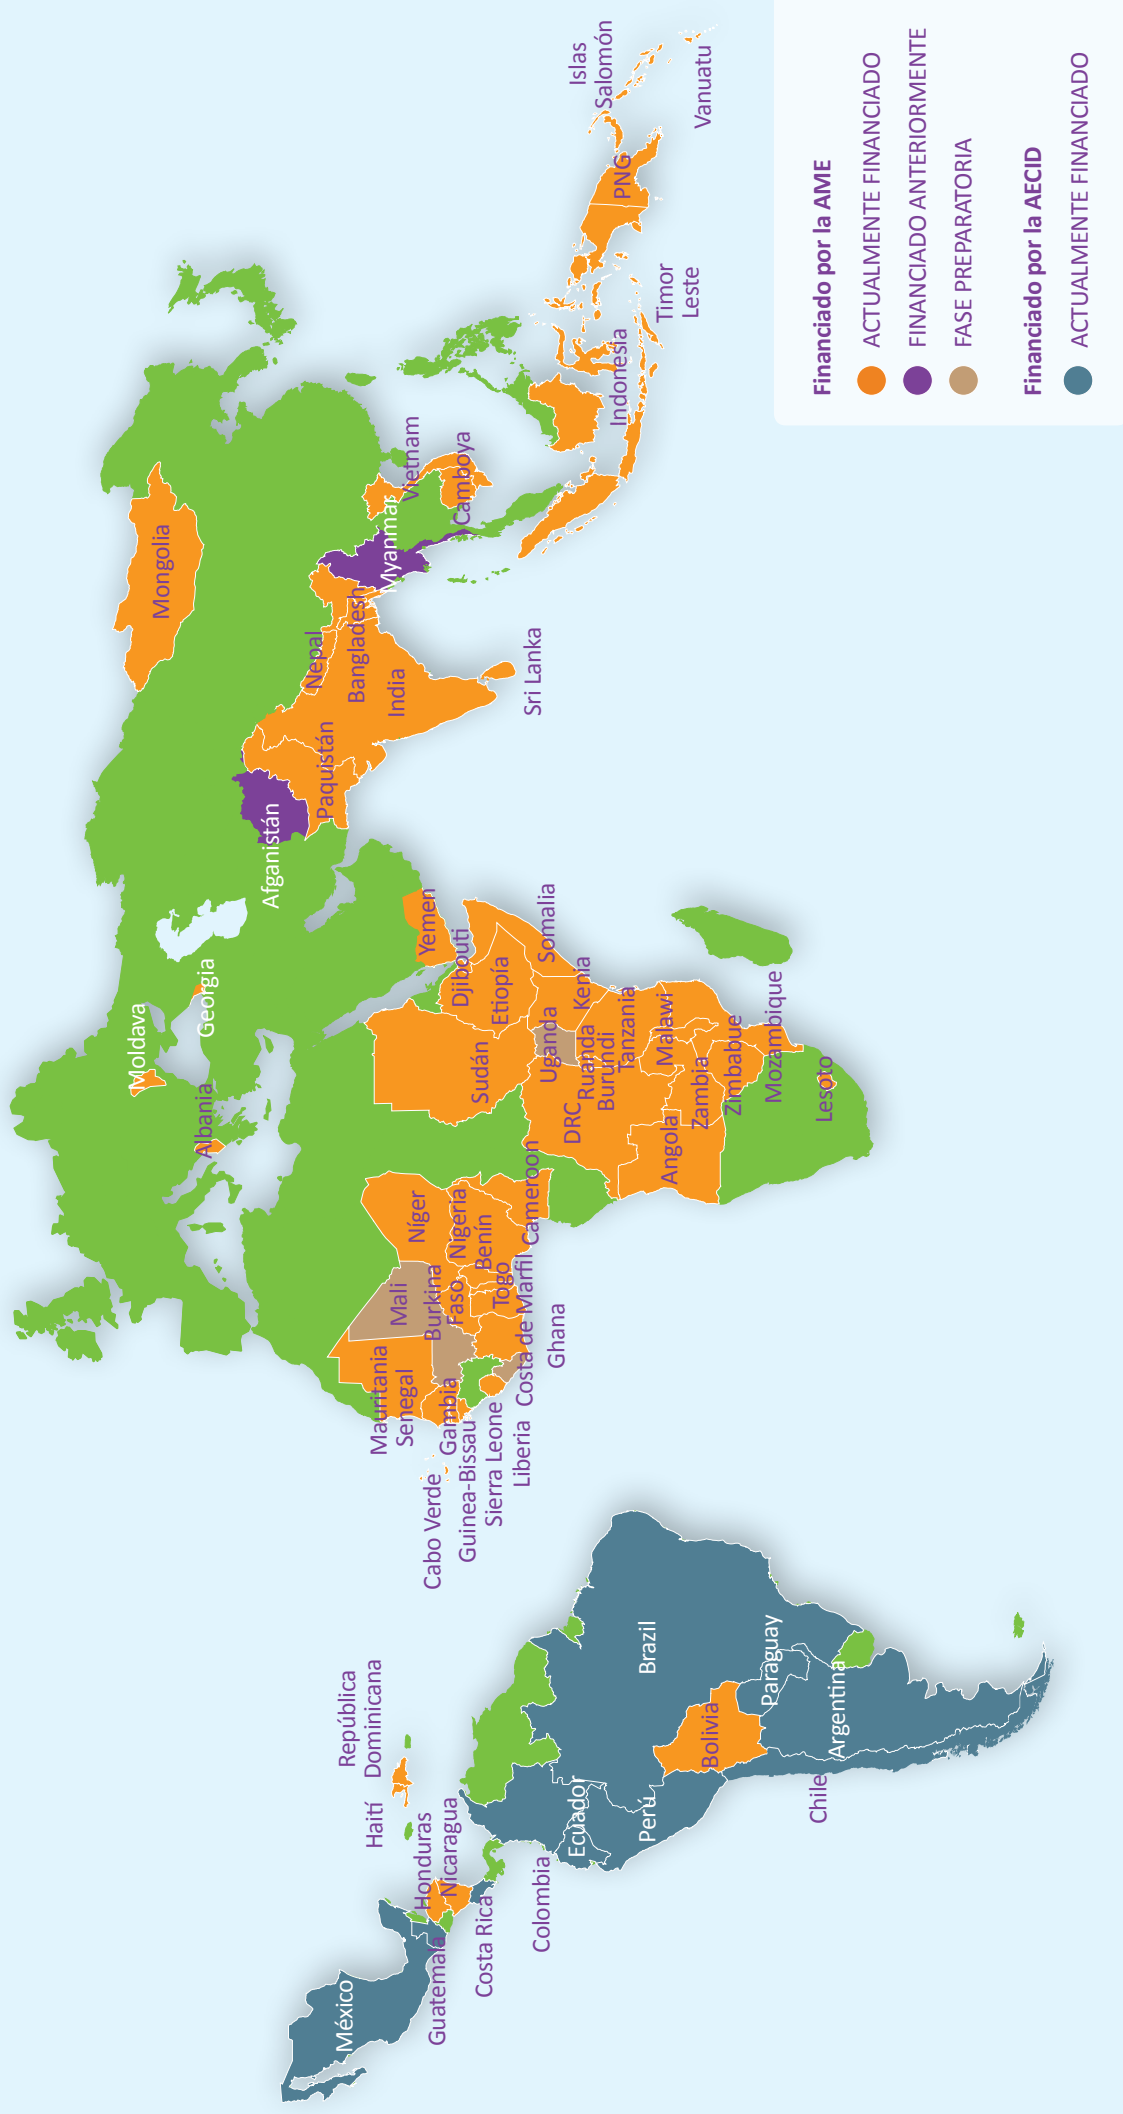 México
Guatemala
Honduras
Nicaragua
Costa Rica
Haití
República
Dominicana
Colombia
Ecuador
Perú
Brazil
Bolivia
Paraguay
Chile
Argentina
Moldava
Georgia
Albania
Mauritania
Senegal
Cabo Verde
Gambia
Guinea-Bissau
Sierra Leone
Liberia
Costa de Marfil
Ghana
Mali
Burkina
Faso
Togo
Benín
Níger
Nigeria
Cameroon
Sudán
Yemen
Djibouti
Etiopía
Somalia
Uganda
Kenia
DRC
Ruanda
Burundi
Tanzania
Angola
Malawi
Zambia
Zimbabue
Mozambique
Lesoto
Mongolia
Afganistán
Paquistán
Nepal
Bangladesh
India
Sri Lanka
Myanmar
Vietnam
Camboya
Indonesia
Timor
Leste
PNG
Islas
Salomón
Vanuatu
Financiado por la AME
ACTUALMENTE FINANCIADO
FINANCIADO ANTERIORMENTE
FASE PREPARATORIA
Financiado por la AECID
ACTUALMENTE FINANCIADO